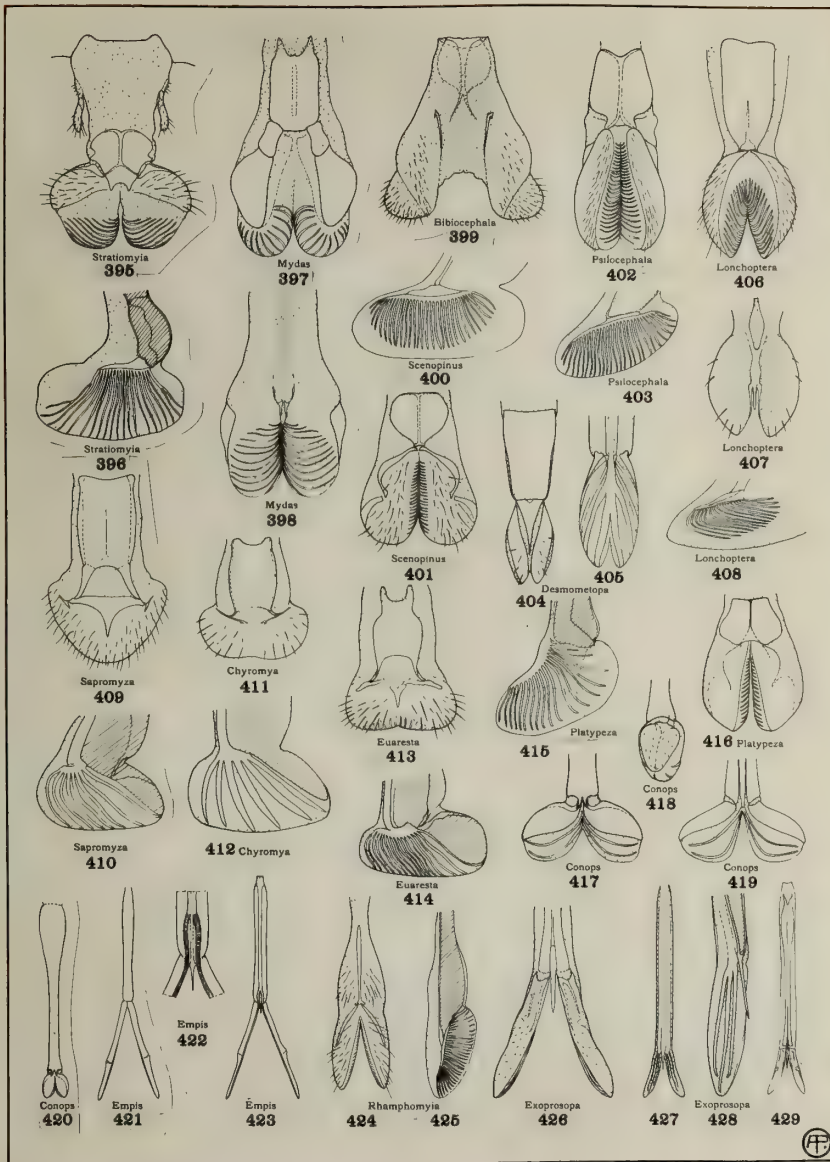 Stratiomyia
395
Mydas
397
Bibiocephala
399
Psilocephala
402
Lonchoptera
406
Stratiomyia
396
Mydas
398
Scenopinus
400
Psilocephala
403
Lonchoptera
407
Scenopinus
401
404 Desmometopa
405
Lonchoptera
408
Sapromyza
409
Chyromya
411
Euaresta
413
415 Platypeza
416 Platypeza
Conops
418
Sapromyza
410
412 Chyromya
Euaresta
414
Conops
417
Conops
419
Conops
420
Empis
421
Empis
422
Empis
423
424 Rhamphomyia 425
Exoprosopa
426
427 Exoprosopa
428
429